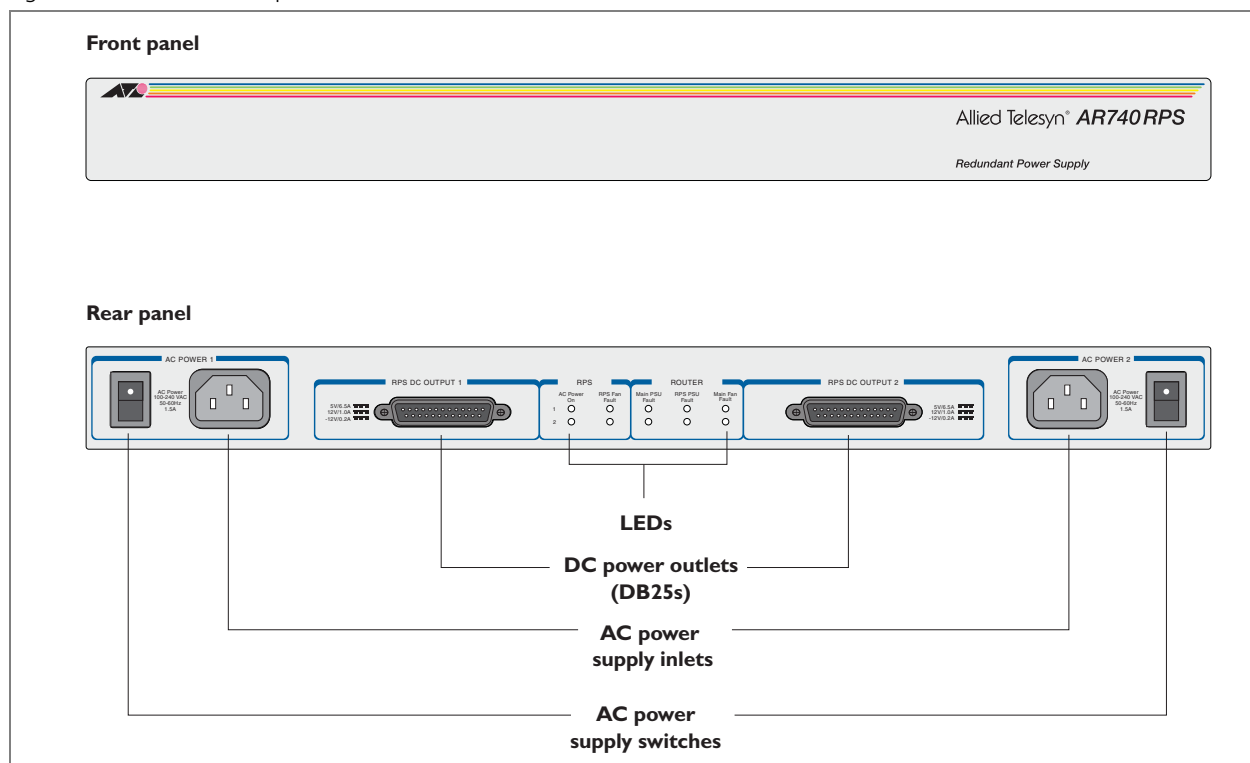 Front panel
Allied Telesyn® AR740 RPS
Redundant Power Supply
Rear panel
AC POWER 1
AC Power
100-240 VAC
50-60Hz
1.5A
RPS DC OUTPUT 1
5V/6.5A
12V/1.0A
-12V/0.2A
RPS
AC Power On
RPS Fan Fault
1
2
ROUTER
Main PSU Fault
RPS PSU Fault
Main Fan Fault
RPS DC OUTPUT 2
5V/6.5A
12V/1.0A
-12V/0.2A
AC POWER 2
AC Power
100-240 VAC
50-60Hz
1.5A
LEDs
DC power outlets
(DB25s)
AC power
supply inlets
AC power
supply switches